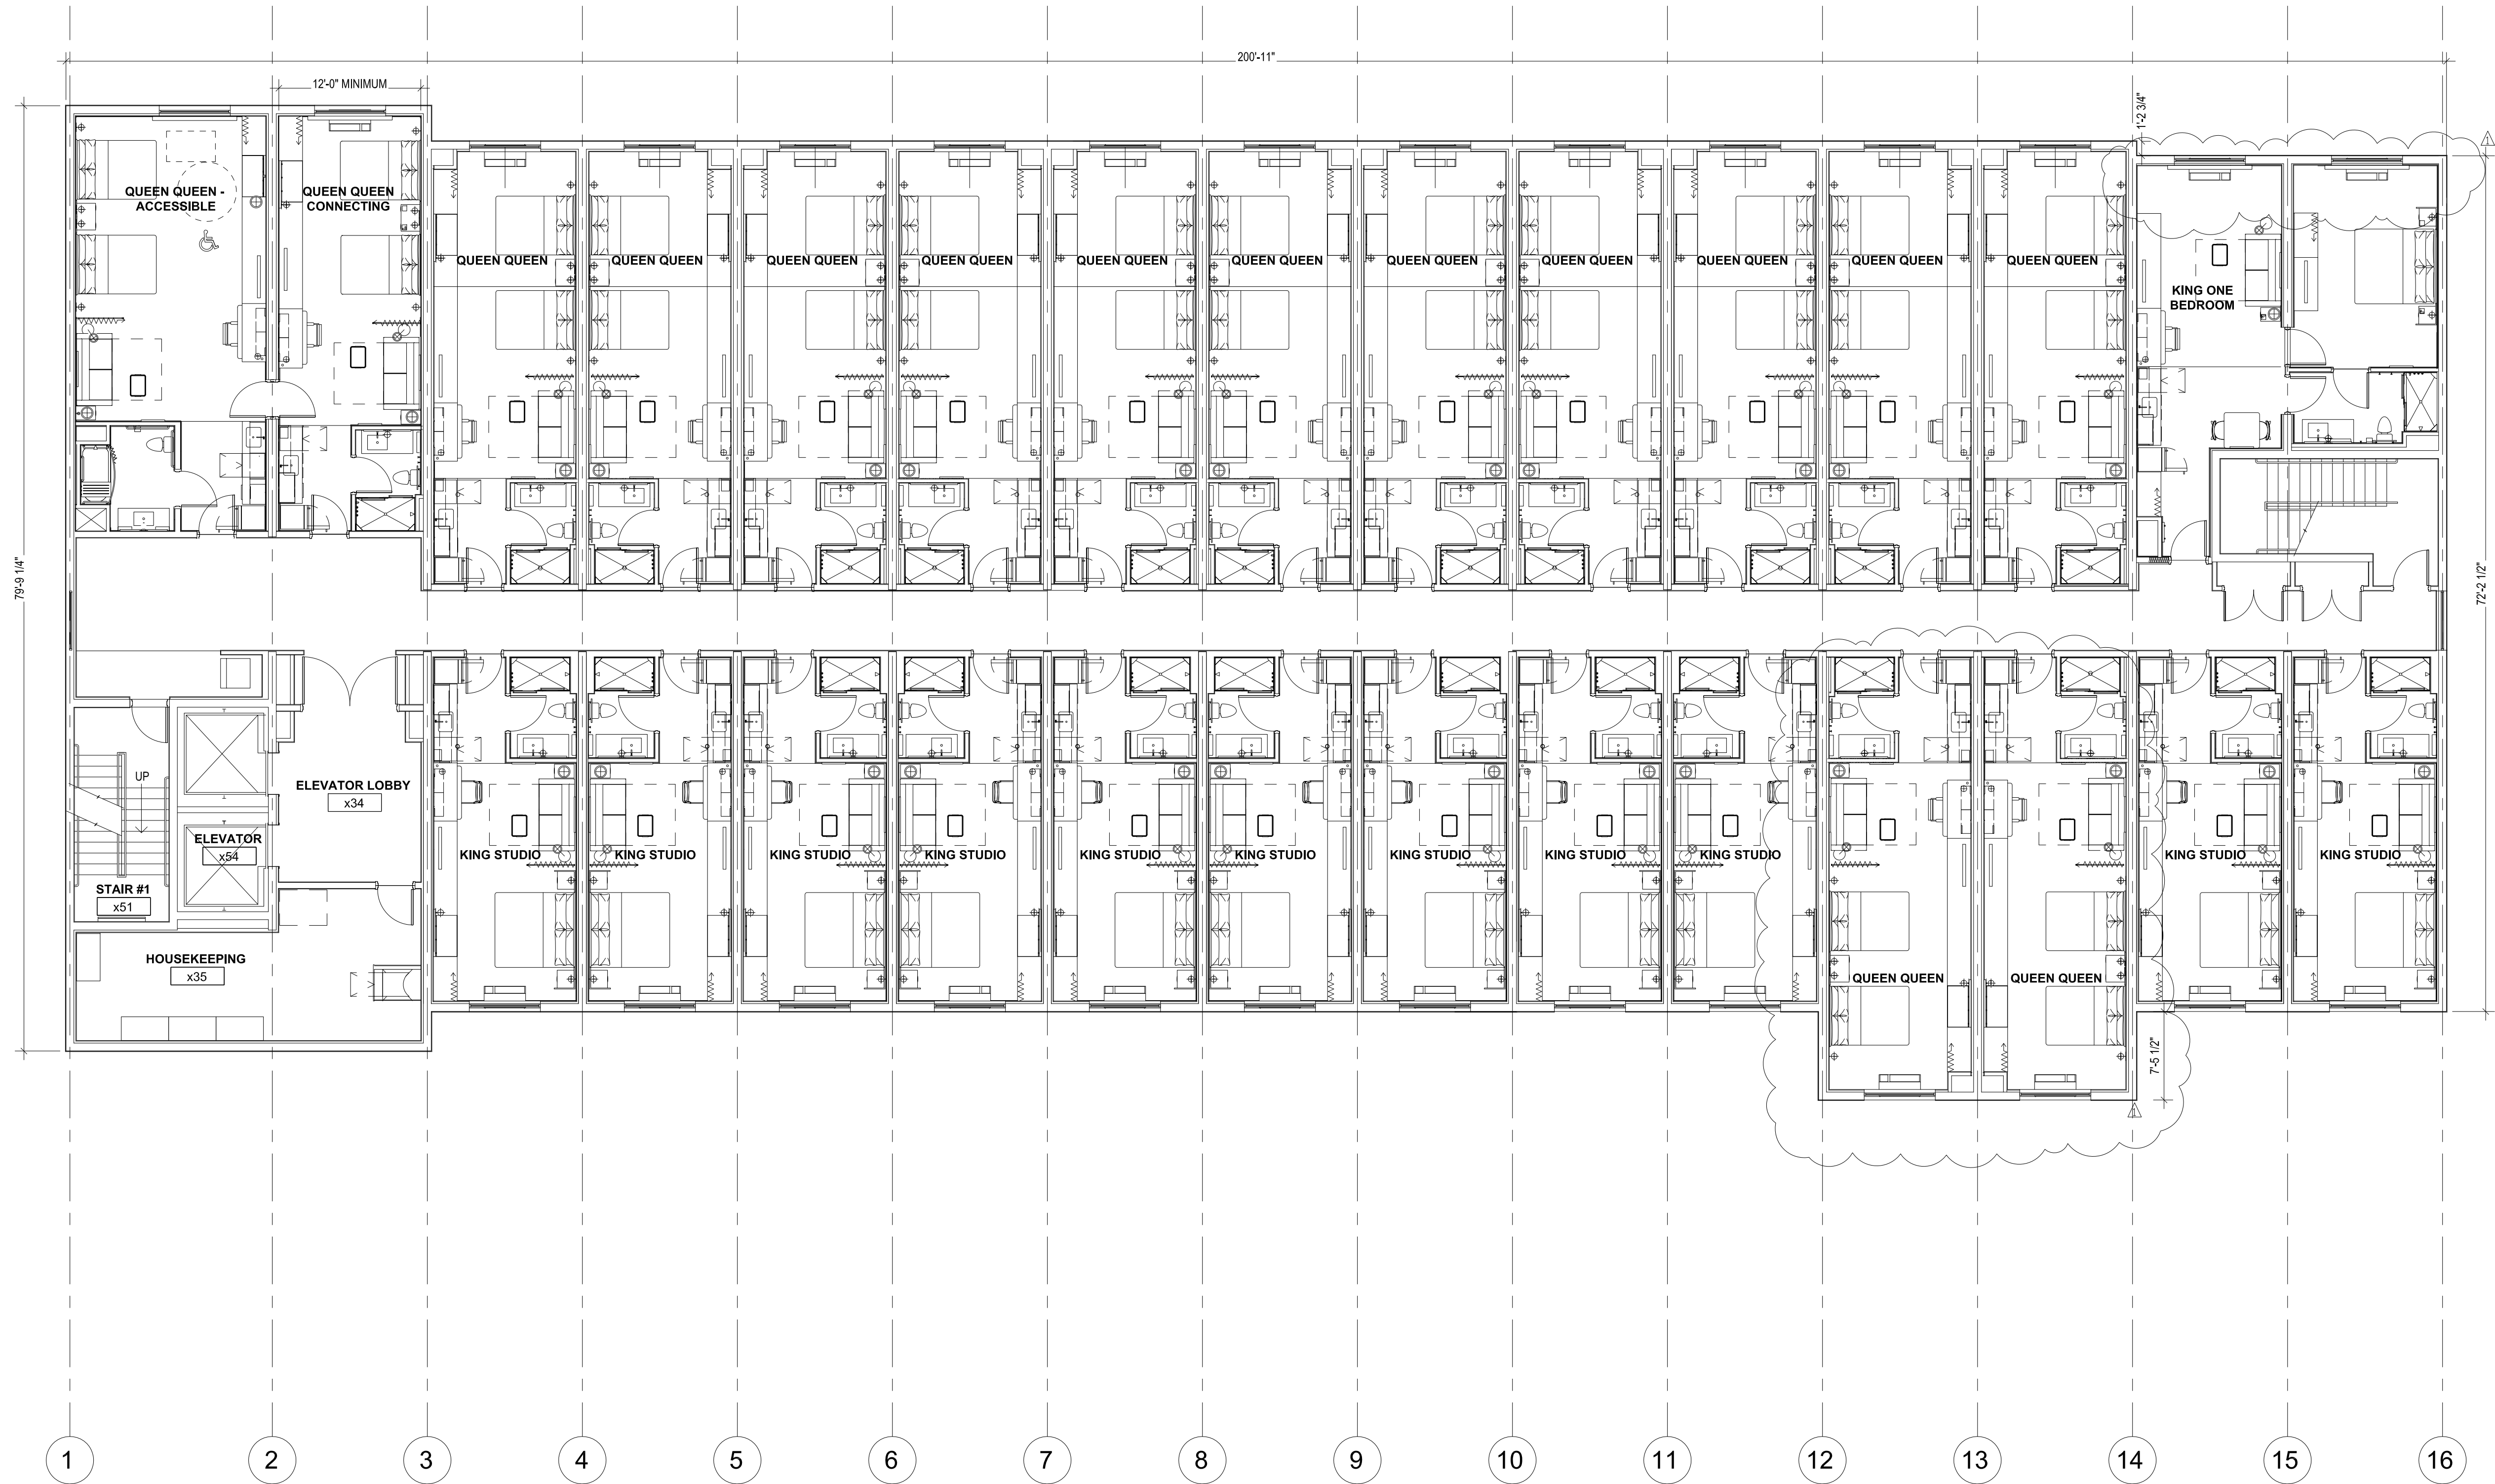 200'-11"
12'-0" MINIMUM
1'-2 3/4"
1
QUEEN QUEEN -
ACCESSIBLE
QUEEN QUEEN
CONNECTING
QUEEN QUEEN
QUEEN QUEEN
QUEEN QUEEN
QUEEN QUEEN
QUEEN QUEEN
QUEEN QUEEN
QUEEN QUEEN
QUEEN QUEEN
QUEEN QUEEN
QUEEN QUEEN
QUEEN QUEEN
KING ONE
BEDROOM
79'-9 1/4"
72'-2 1/2"
UP
ELEVATOR LOBBY
x34
ELEVATOR
x54
STAIR #1
x51
HOUSEKEEPING
x35
KING STUDIO
KING STUDIO
KING STUDIO
KING STUDIO
KING STUDIO
KING STUDIO
KING STUDIO
KING STUDIO
KING STUDIO
QUEEN QUEEN
QUEEN QUEEN
KING STUDIO
KING STUDIO
7'-5 1/2"
1
1
2
3
4
5
6
7
8
9
10
11
12
13
14
15
16